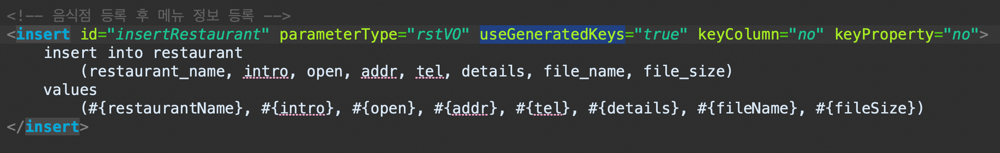 <!-- 음식점 등록 후 메뉴 정보 등록 -->
<insert id="insertRestaurant" parameterType="rstVO" useGeneratedKeys="true" keyColumn="no" keyProperty="no">
insert into restaurant
(restaurant_name, intro, open, addr, tel, details, file_name, file_size)
values
(#{restaurantName}, #{intro}, #{open}, #{addr}, #{tel}, #{details}, #{fileName}, #{fileSize})
</insert>